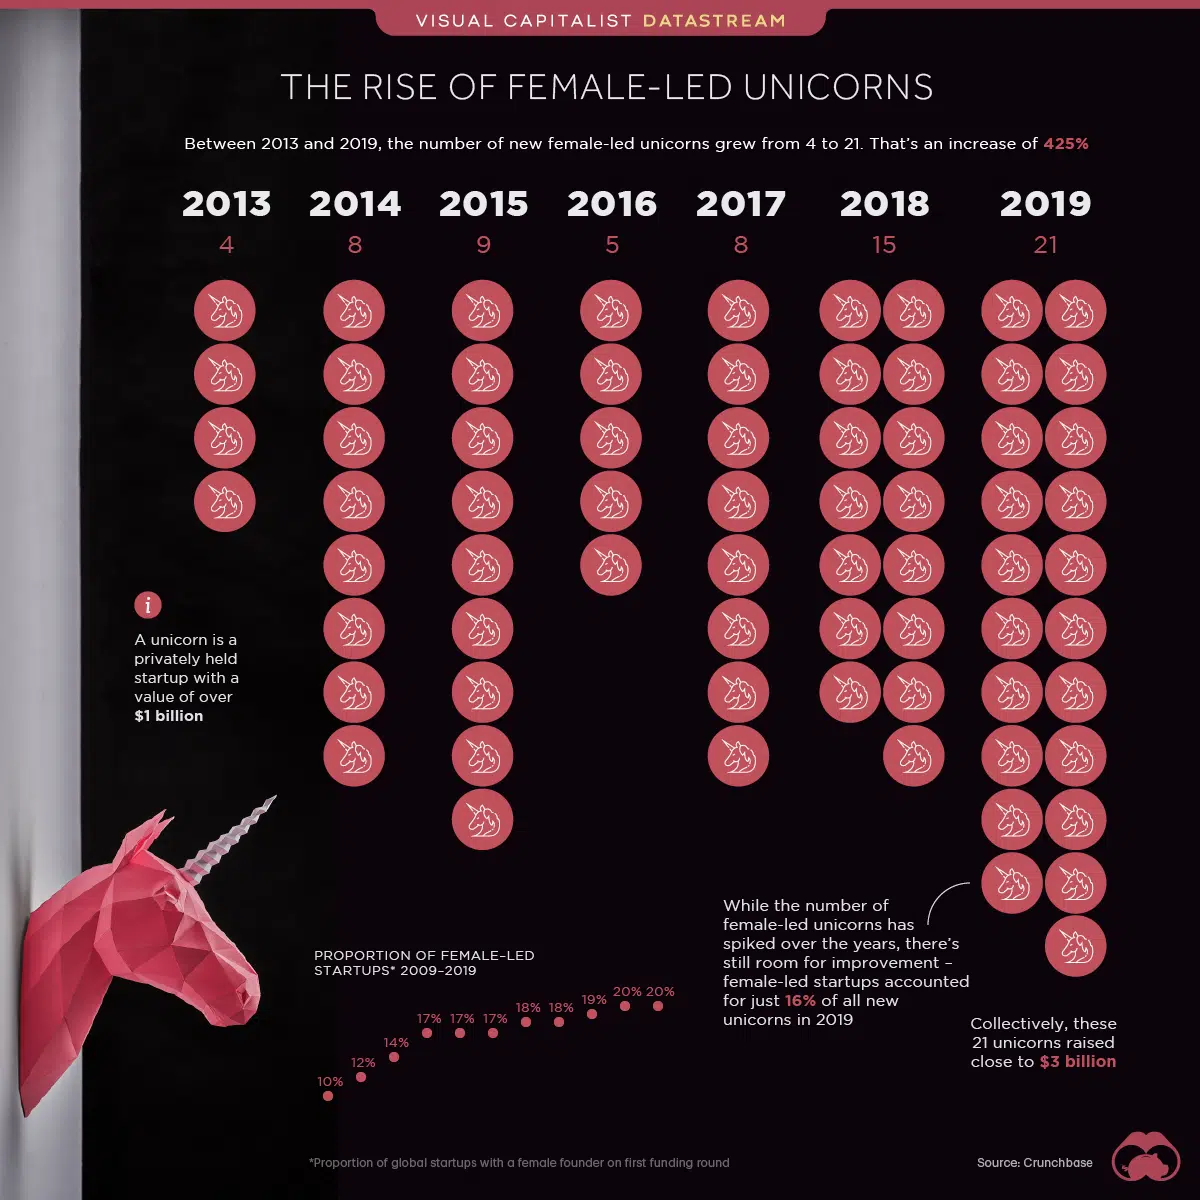 VISUAL CAPITALIST DATASTREAM
THE RISE OF FEMALE-LED UNICORNS
Between 2013 and 2019, the number of new female-led unicorns grew from 4 to 21. That's an increase of 425%
2013 2014 2015 2016 2017 2018 2019
4 8 9 5 8 15 21
i
A unicorn is a
privately held
startup with a
value of over
$1 billion
PROPORTION OF FEMALE-LED
STARTUPS* 2009-2019
10% 12% 14% 17% 17% 17% 18% 18% 19% 20% 20%
While the number of
female-led unicorns has
spiked over the years, there's
still room for improvement –
female-led startups accounted
for just 16% of all new
unicorns in 2019
Collectively, these
21 unicorns raised
close to $3 billion
*Proportion of global startups with a female founder on first funding round
Source: Crunchbase